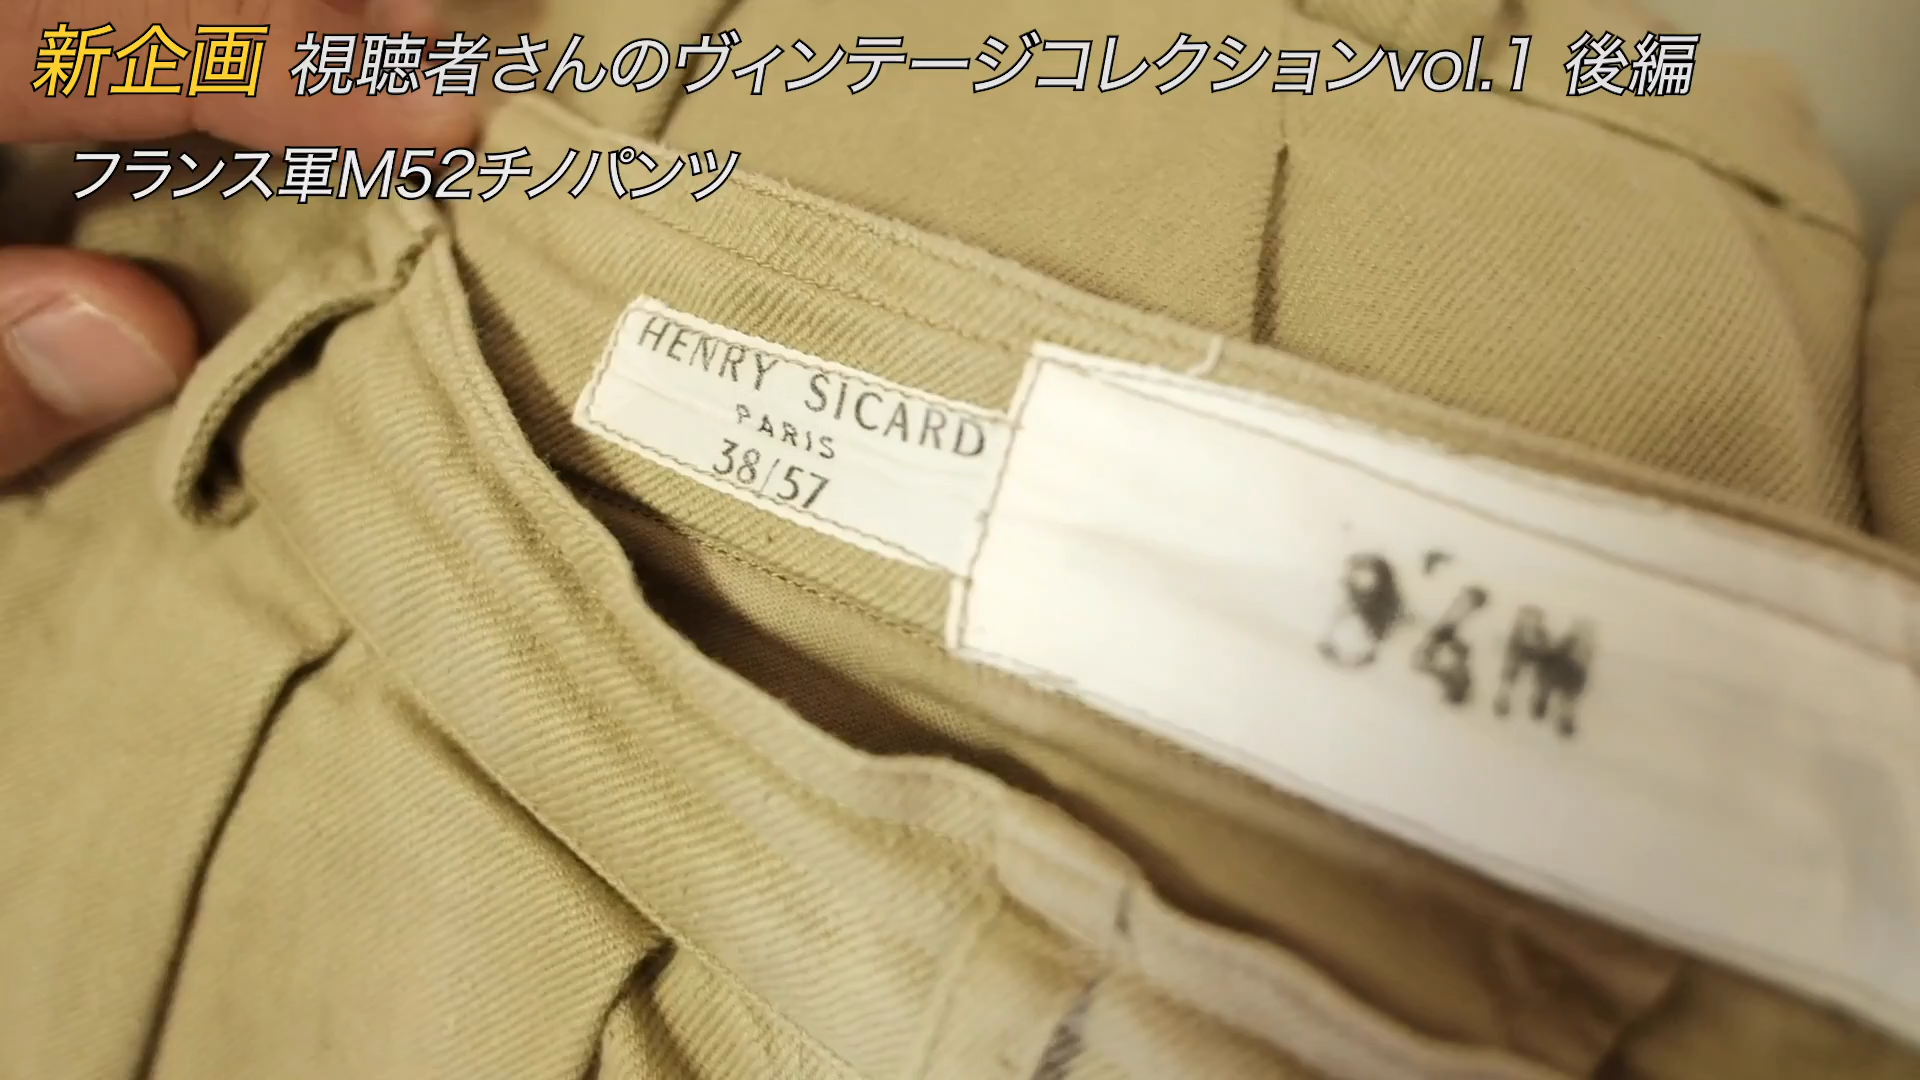 新企画 視聴者さんのヴィンテージコレクションvol.1 後編
フランス軍M52チノパンツ
HENRY SICARD
PARIS
38/57